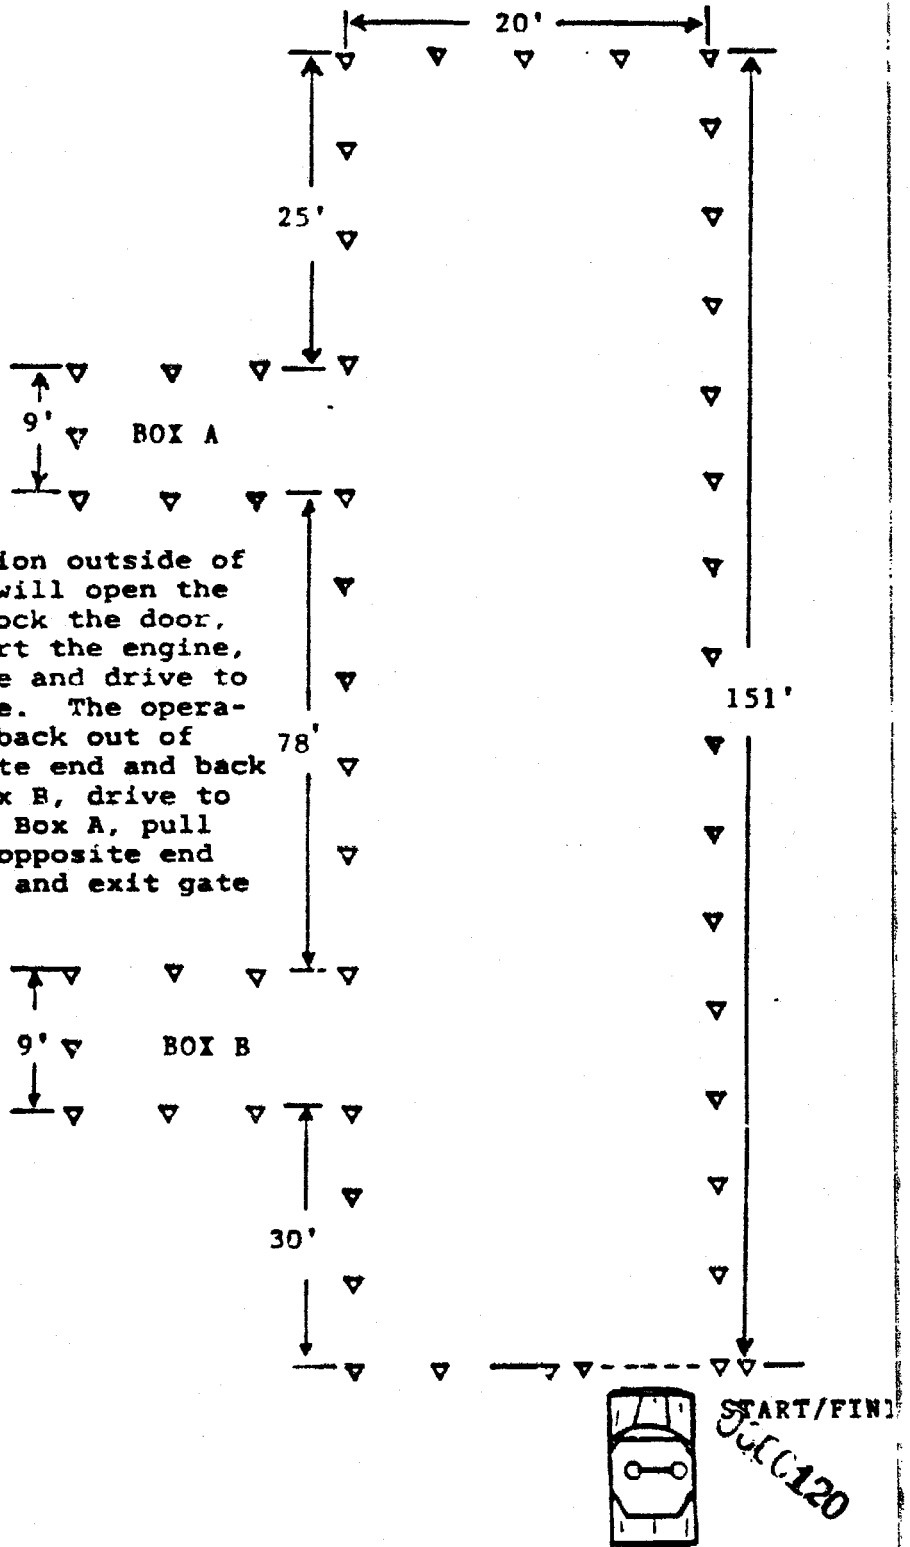 20'
25'
9'
BOX A
ion outside of
will open the
ock the door,
rt the engine,
e and drive to
e. The opera-
back out of
te end and back
x B, drive to
Box A, pull
opposite end
and exit gate
78'
151'
9'
BOX B
30'
START/FINI
120